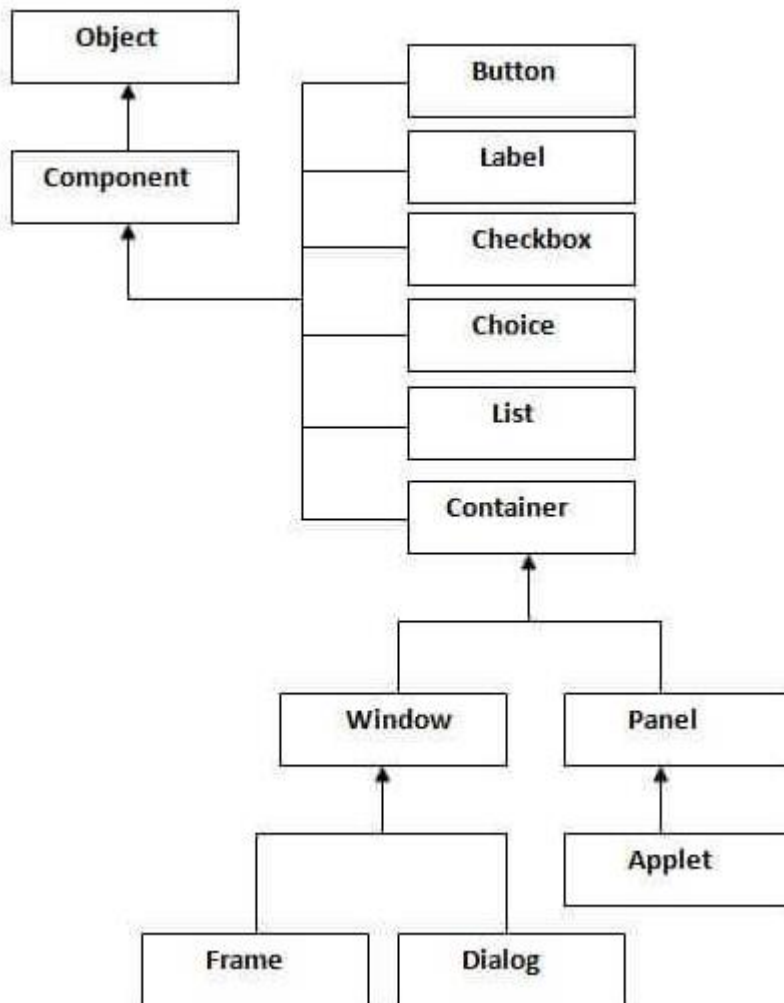 Object
Button
Label
Component
Checkbox
Choice
List
Container
Window
Panel
Applet
Frame
Dialog